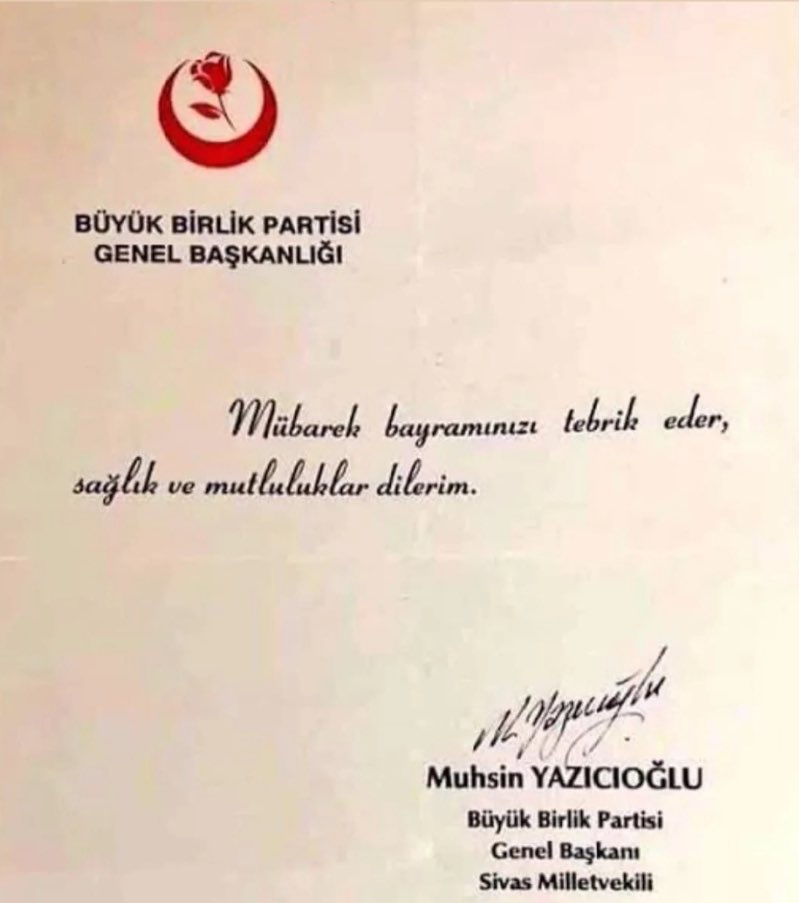 BÜYÜK BİRLİK PARTİSİ
GENEL BAŞKANLIĞI
Mübarek bayramınızı tebrik eder,
sağlık ve mutluluklar dilerim.
M. Yazıcıoğlu
Muhsin YAZICIOĞLU
Büyük Birlik Partisi
Genel Başkanı
Sivas Milletvekili